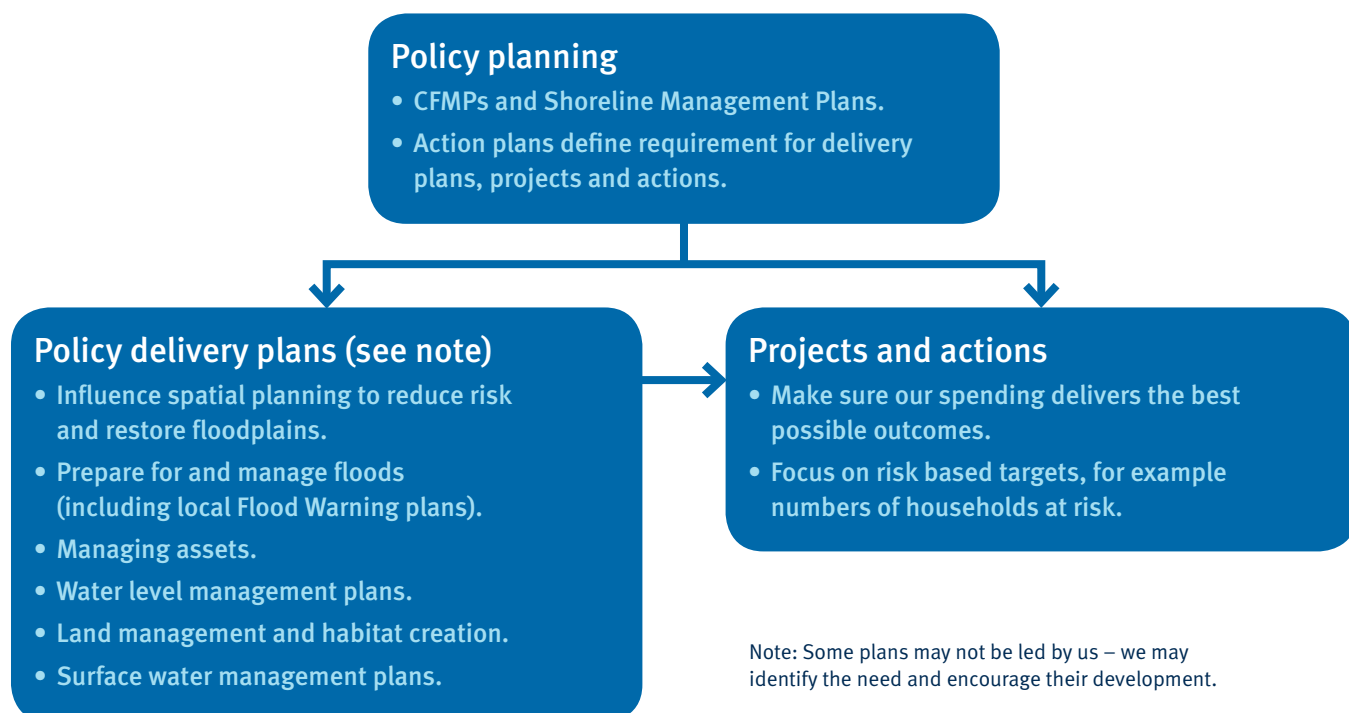 Policy planning
• CFMPs and Shoreline Management Plans.
• Action plans define requirement for delivery
plans, projects and actions.
Policy delivery plans (see note)
• Influence spatial planning to reduce risk
and restore floodplains.
• Prepare for and manage floods
(including local Flood Warning plans).
• Managing assets.
• Water level management plans.
• Land management and habitat creation.
• Surface water management plans.
Projects and actions
• Make sure our spending delivers the best
possible outcomes.
• Focus on risk based targets, for example
numbers of households at risk.
Note: Some plans may not be led by us – we may
identify the need and encourage their development.